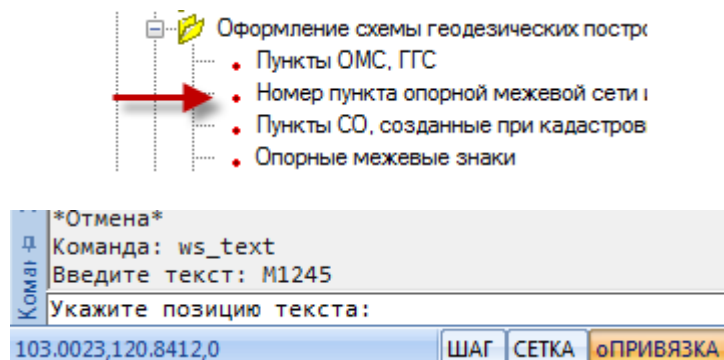 Оформление схемы геодезических постро
Пункты ОМС, ГГС
Номер пункта опорной межевой сети и
Пункты СО, созданные при кадастров
Опорные межевые знаки
*Отмена*
Команда: ws_text
Введите текст: M1245
Укажите позицию текста:
Коман
103.0023,120.8412,0 ШАГ СЕТКА оПРИВЯЗКА